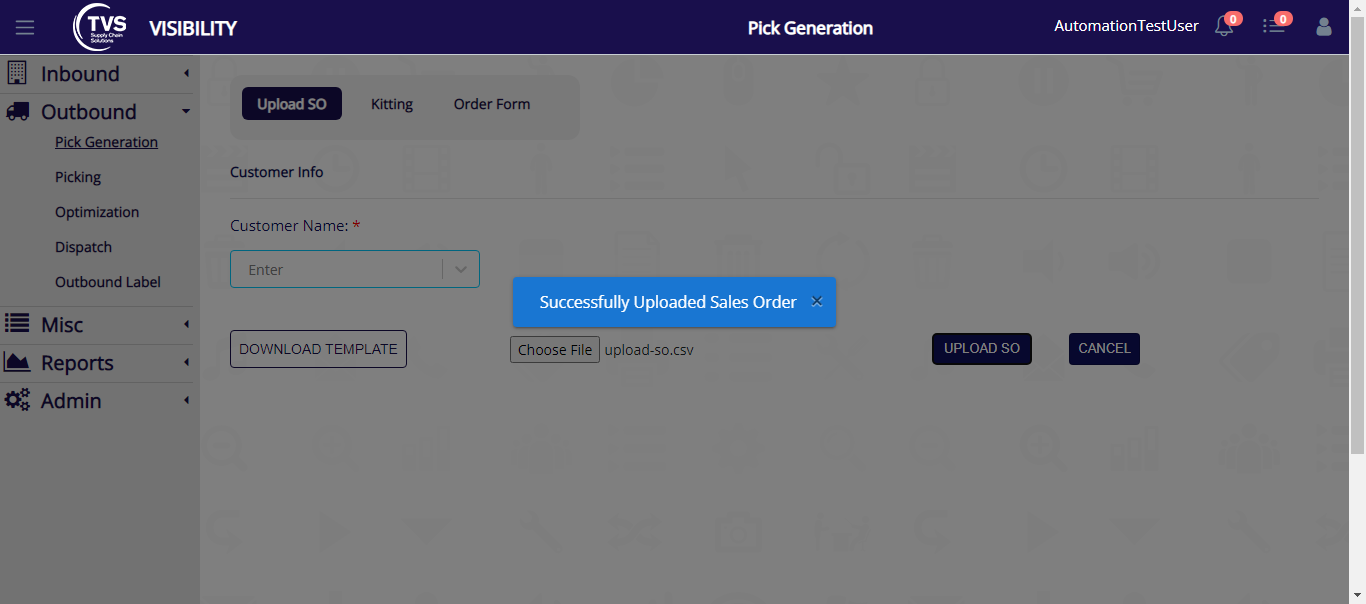 TVS
Supply Chain
Solutions
VISIBILITY
Pick Generation
AutomationTestUser
0
0
Inbound
Outbound
Pick Generation
Picking
Optimization
Dispatch
Outbound Label
Misc
Reports
Admin
Upload SO
Kitting
Order Form
Customer Info
Customer Name: *
Enter
Successfully Uploaded Sales Order ×
DOWNLOAD TEMPLATE
Choose File upload-so.csv
UPLOAD SO
CANCEL